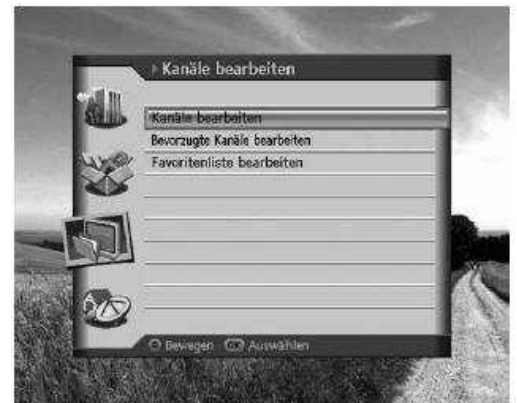 Kanäle bearbeiten
Kanäle bearbeiten
Bevorzugte Kanäle bearbeiten
Favoritenliste bearbeiten
Bewegen OK Auswählen